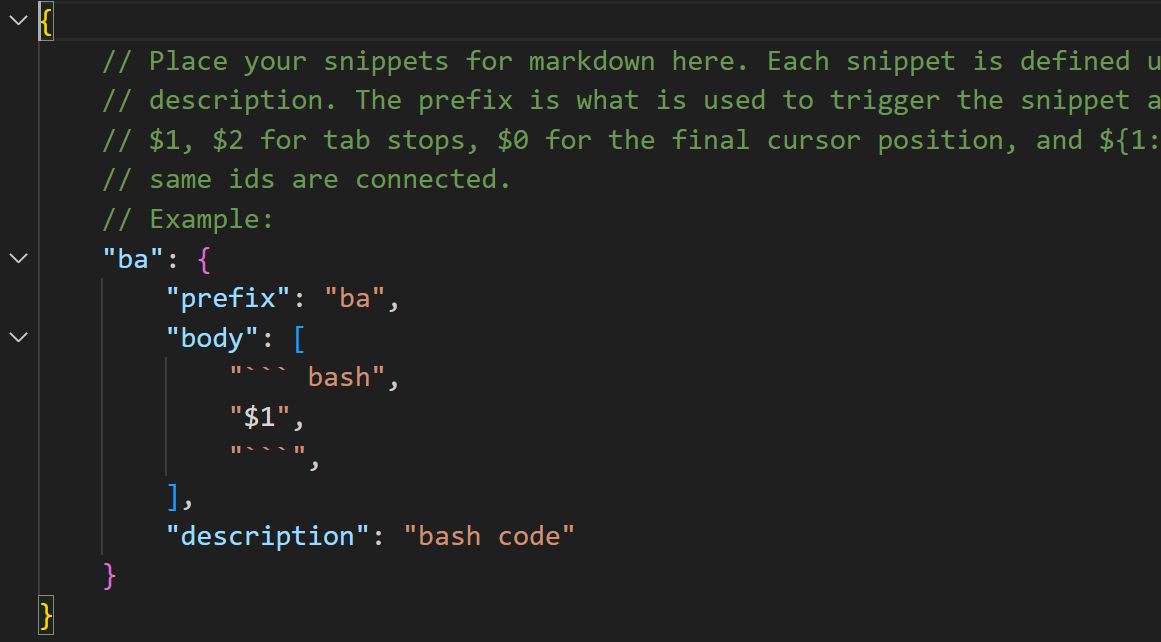 {
// Place your snippets for markdown here. Each snippet is defined u
// description. The prefix is what is used to trigger the snippet a
// $1, $2 for tab stops, $0 for the final cursor position, and ${1:
// same ids are connected.
// Example:
"ba": {
"prefix": "ba",
"body": [
"``` bash",
"$1",
"```",
],
"description": "bash code"
}
}